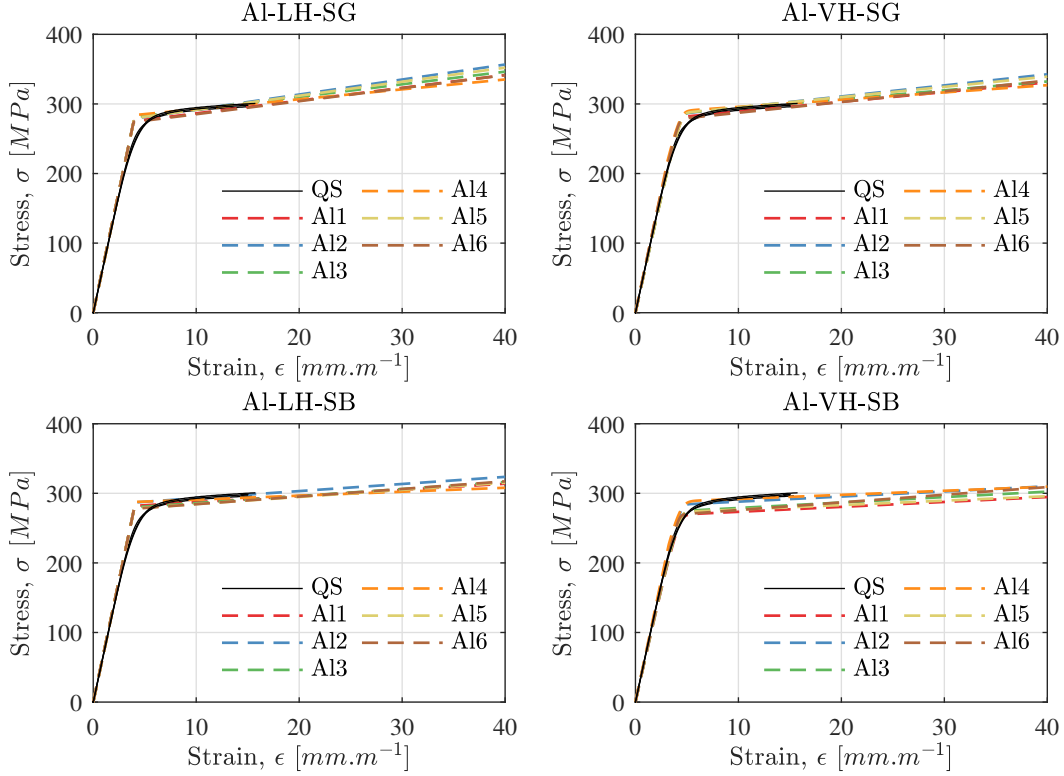 Al-LH-SG
Stress, σ [MPa]
400
300
200
100
0
QS
Al1
Al2
Al3
Al4
Al5
Al6
0 10 20 30 40
Strain, ϵ [mm.m⁻¹]
Al-VH-SG
Stress, σ [MPa]
400
300
200
100
0
QS
Al1
Al2
Al3
Al4
Al5
Al6
0 10 20 30 40
Strain, ϵ [mm.m⁻¹]
Al-LH-SB
Stress, σ [MPa]
400
300
200
100
0
QS
Al1
Al2
Al3
Al4
Al5
Al6
0 10 20 30 40
Strain, ϵ [mm.m⁻¹]
Al-VH-SB
Stress, σ [MPa]
400
300
200
100
0
QS
Al1
Al2
Al3
Al4
Al5
Al6
0 10 20 30 40
Strain, ϵ [mm.m⁻¹]